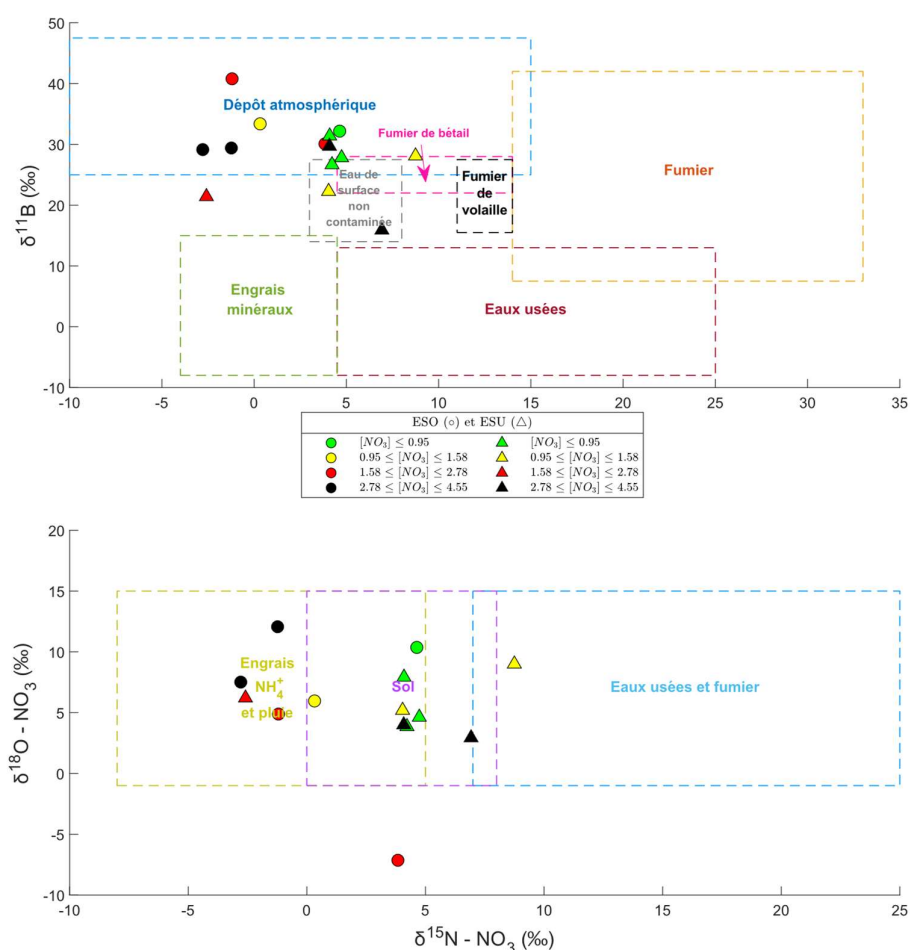 50
40
30
20
10
0
-10
δ¹¹B (‰)
Dépôt atmosphérique
Fumier de bétail
Eau de
surface
non
contaminée
Fumier
de
volaille
Fumier
Engrais
minéraux
Eaux usées
-10 -5 0 5 10 15 20 25 30 35
ESO (○) et ESU (△)
[NO₃] ≤ 0.95 [NO₃] ≤ 0.95
0.95 ≤ [NO₃] ≤ 1.58 0.95 ≤ [NO₃] ≤ 1.58
1.58 ≤ [NO₃] ≤ 2.78 1.58 ≤ [NO₃] ≤ 2.78
2.78 ≤ [NO₃] ≤ 4.55 2.78 ≤ [NO₃] ≤ 4.55
20
15
10
5
0
-5
-10
δ¹⁸O - NO₃ (‰)
Engrais
NH₄⁺
et pluie
Sol
Eaux usées et fumier
-10 -5 0 5 10 15 20 25
δ¹⁵N - NO₃ (‰)